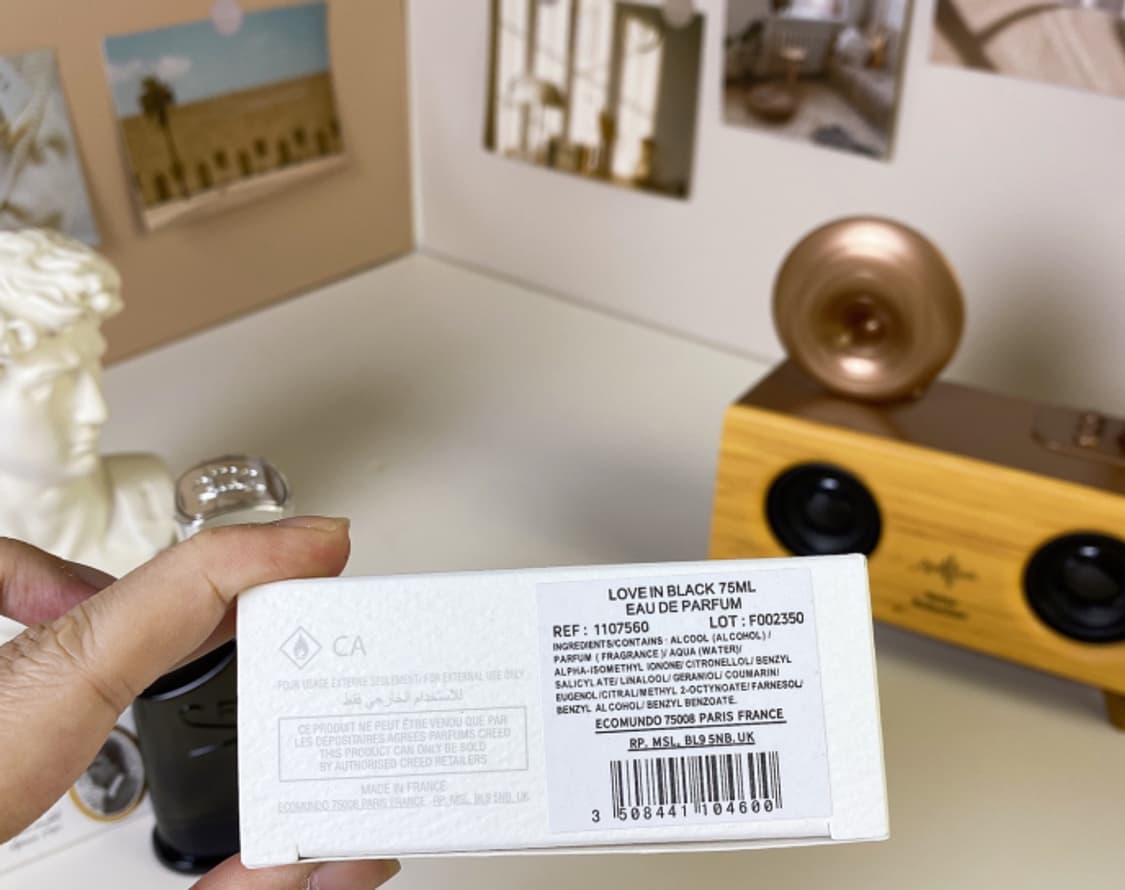 CA
POUR USAGE EXTERNE SEULEMENT/ FOR EXTERNAL USE ONLY
للاستخدام الخارجي فقط
CE PRODUIT NE PEUT ÊTRE VENDU QUE PAR
LES DÉPOSITAIRES AGRÉÉS PARFUMS CREED
THIS PRODUCT CAN ONLY BE SOLD
BY AUTHORISED CREED RETAILERS
MADE IN FRANCE
ECOMUNDO 75008 PARIS FRANCE - RP, MSL, BL9 5NB, UK
LOVE IN BLACK 75ML
EAU DE PARFUM
REF : 1107560 LOT : F002350
INGREDIENTS/CONTAINS : ALCOOL (ALCOHOL) /
PARFUM ( FRAGRANCE )/ AQUA (WATER)/
ALPHA-ISOMETHYL IONONE/ CITRONELLOL/ BENZYL
SALICYLATE/ LINALOOL/ GERANIOL/ COUMARIN/
EUGENOL/CITRAL/METHYL 2-OCTYNOATE/ FARNESOL/
BENZYL ALCOHOL/ BENZYL BENZOATE.
ECOMUNDO 75008 PARIS FRANCE
RP, MSL, BL9 5NB, UK
3 508441 104600